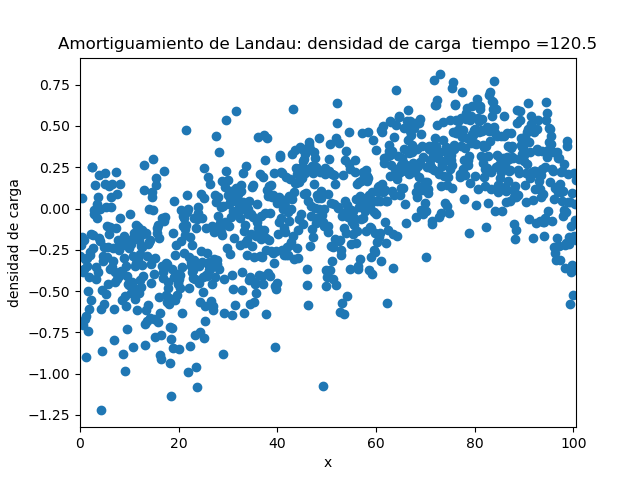 Amortiguamiento de Landau: densidad de carga  tiempo =120.5
densidad de carga
0.75
0.50
0.25
0.00
−0.25
−0.50
−0.75
−1.00
−1.25
0 20 40 60 80 100
x